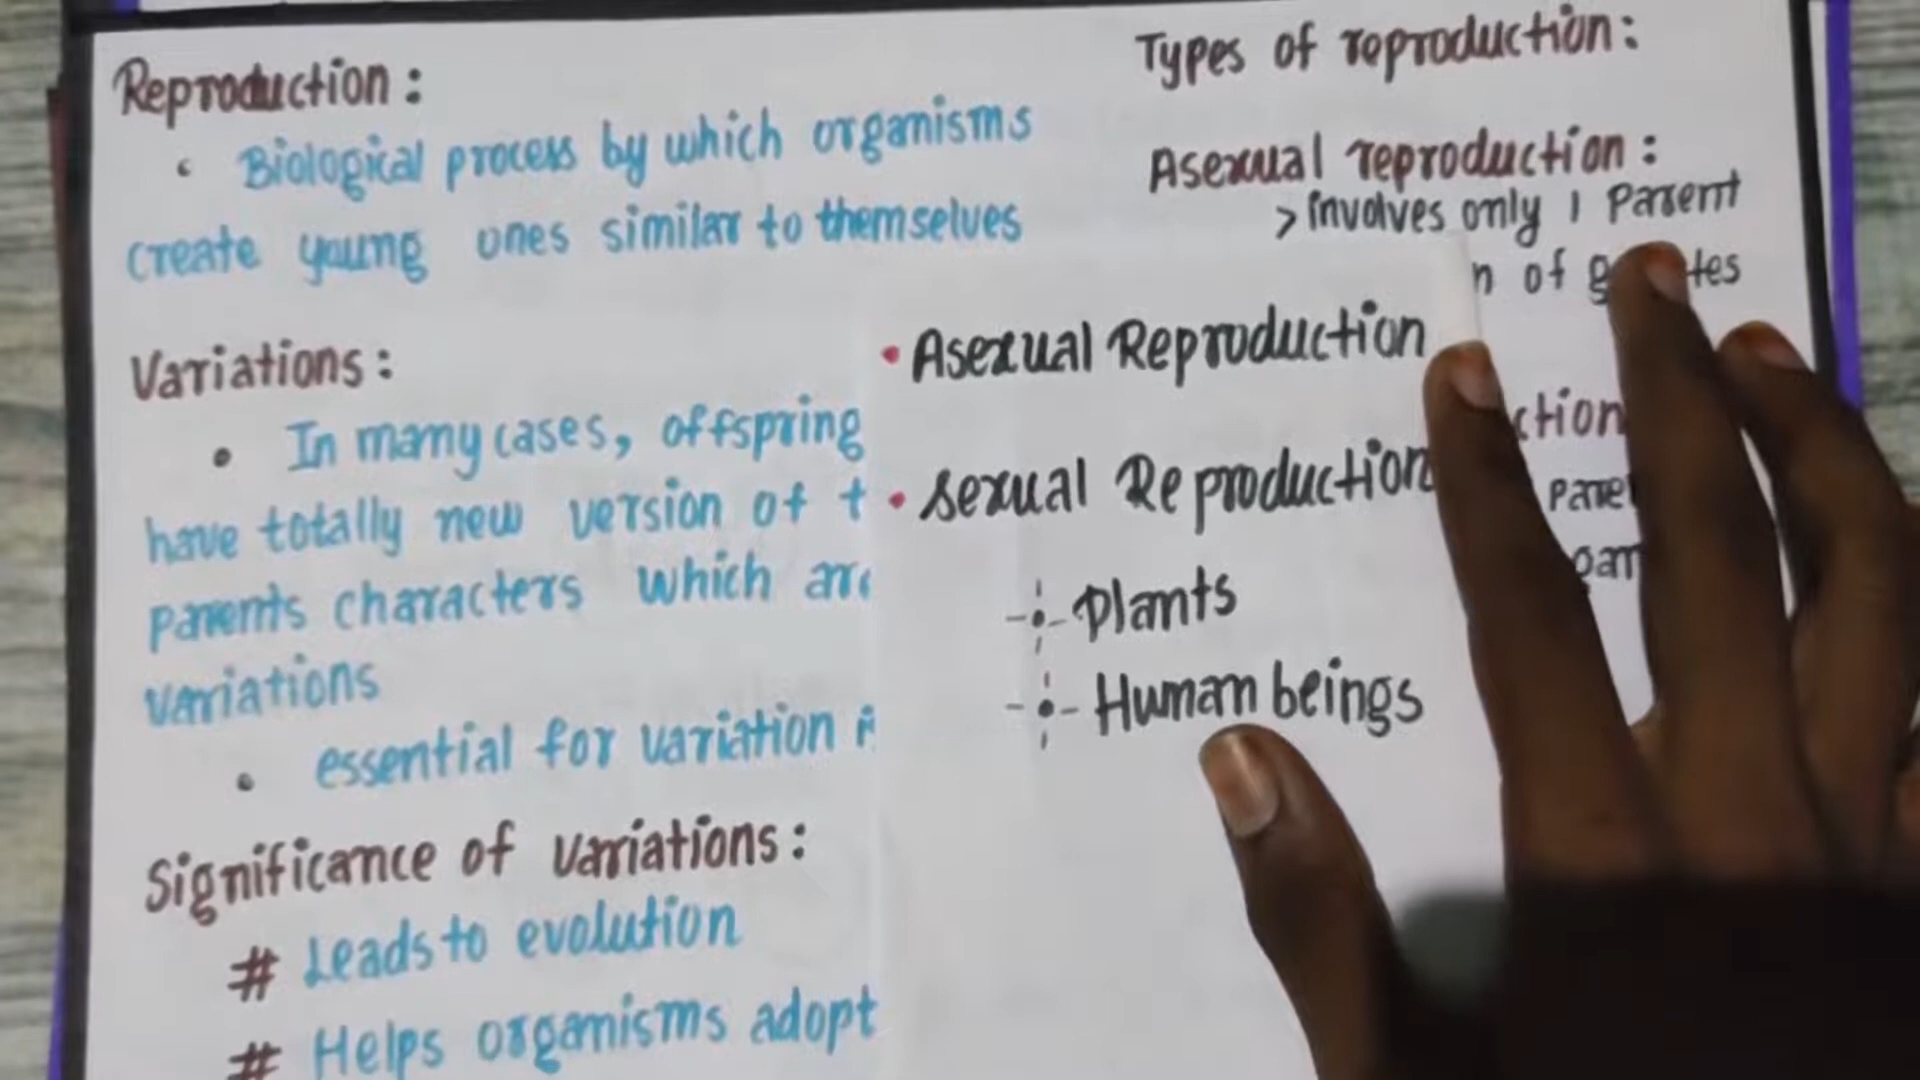 Reproduction:
Biological process by which organisms
create young ones similar to themselves
Variations:
In many cases, offspring
have totally new version of
parents characters which
variations
essential for variation
Significance of variations:
# Leads to evolution
# Helps organisms adopt
Types of reproduction:
Asexual reproduction:
> involves only 1 Parent
of
• Asexual Reproduction
• Sexual Reproduction
Plants
Human beings